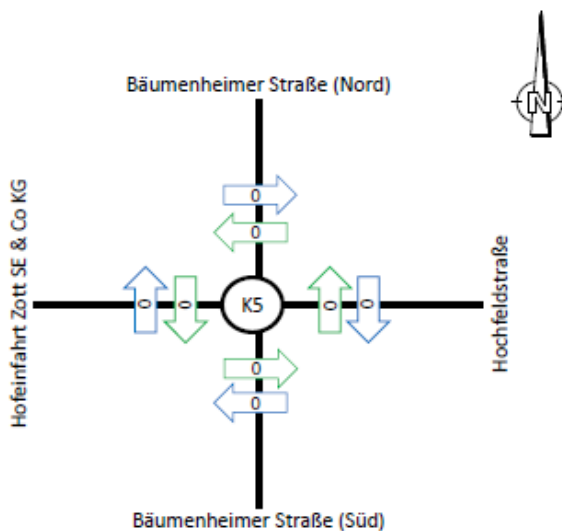 Bäumenheimer Straße (Nord)
N
0
0
Hofeinfahrt Zott SE & Co KG
0
0
K5
0
0
Hochfeldstraße
0
0
Bäumenheimer Straße (Süd)